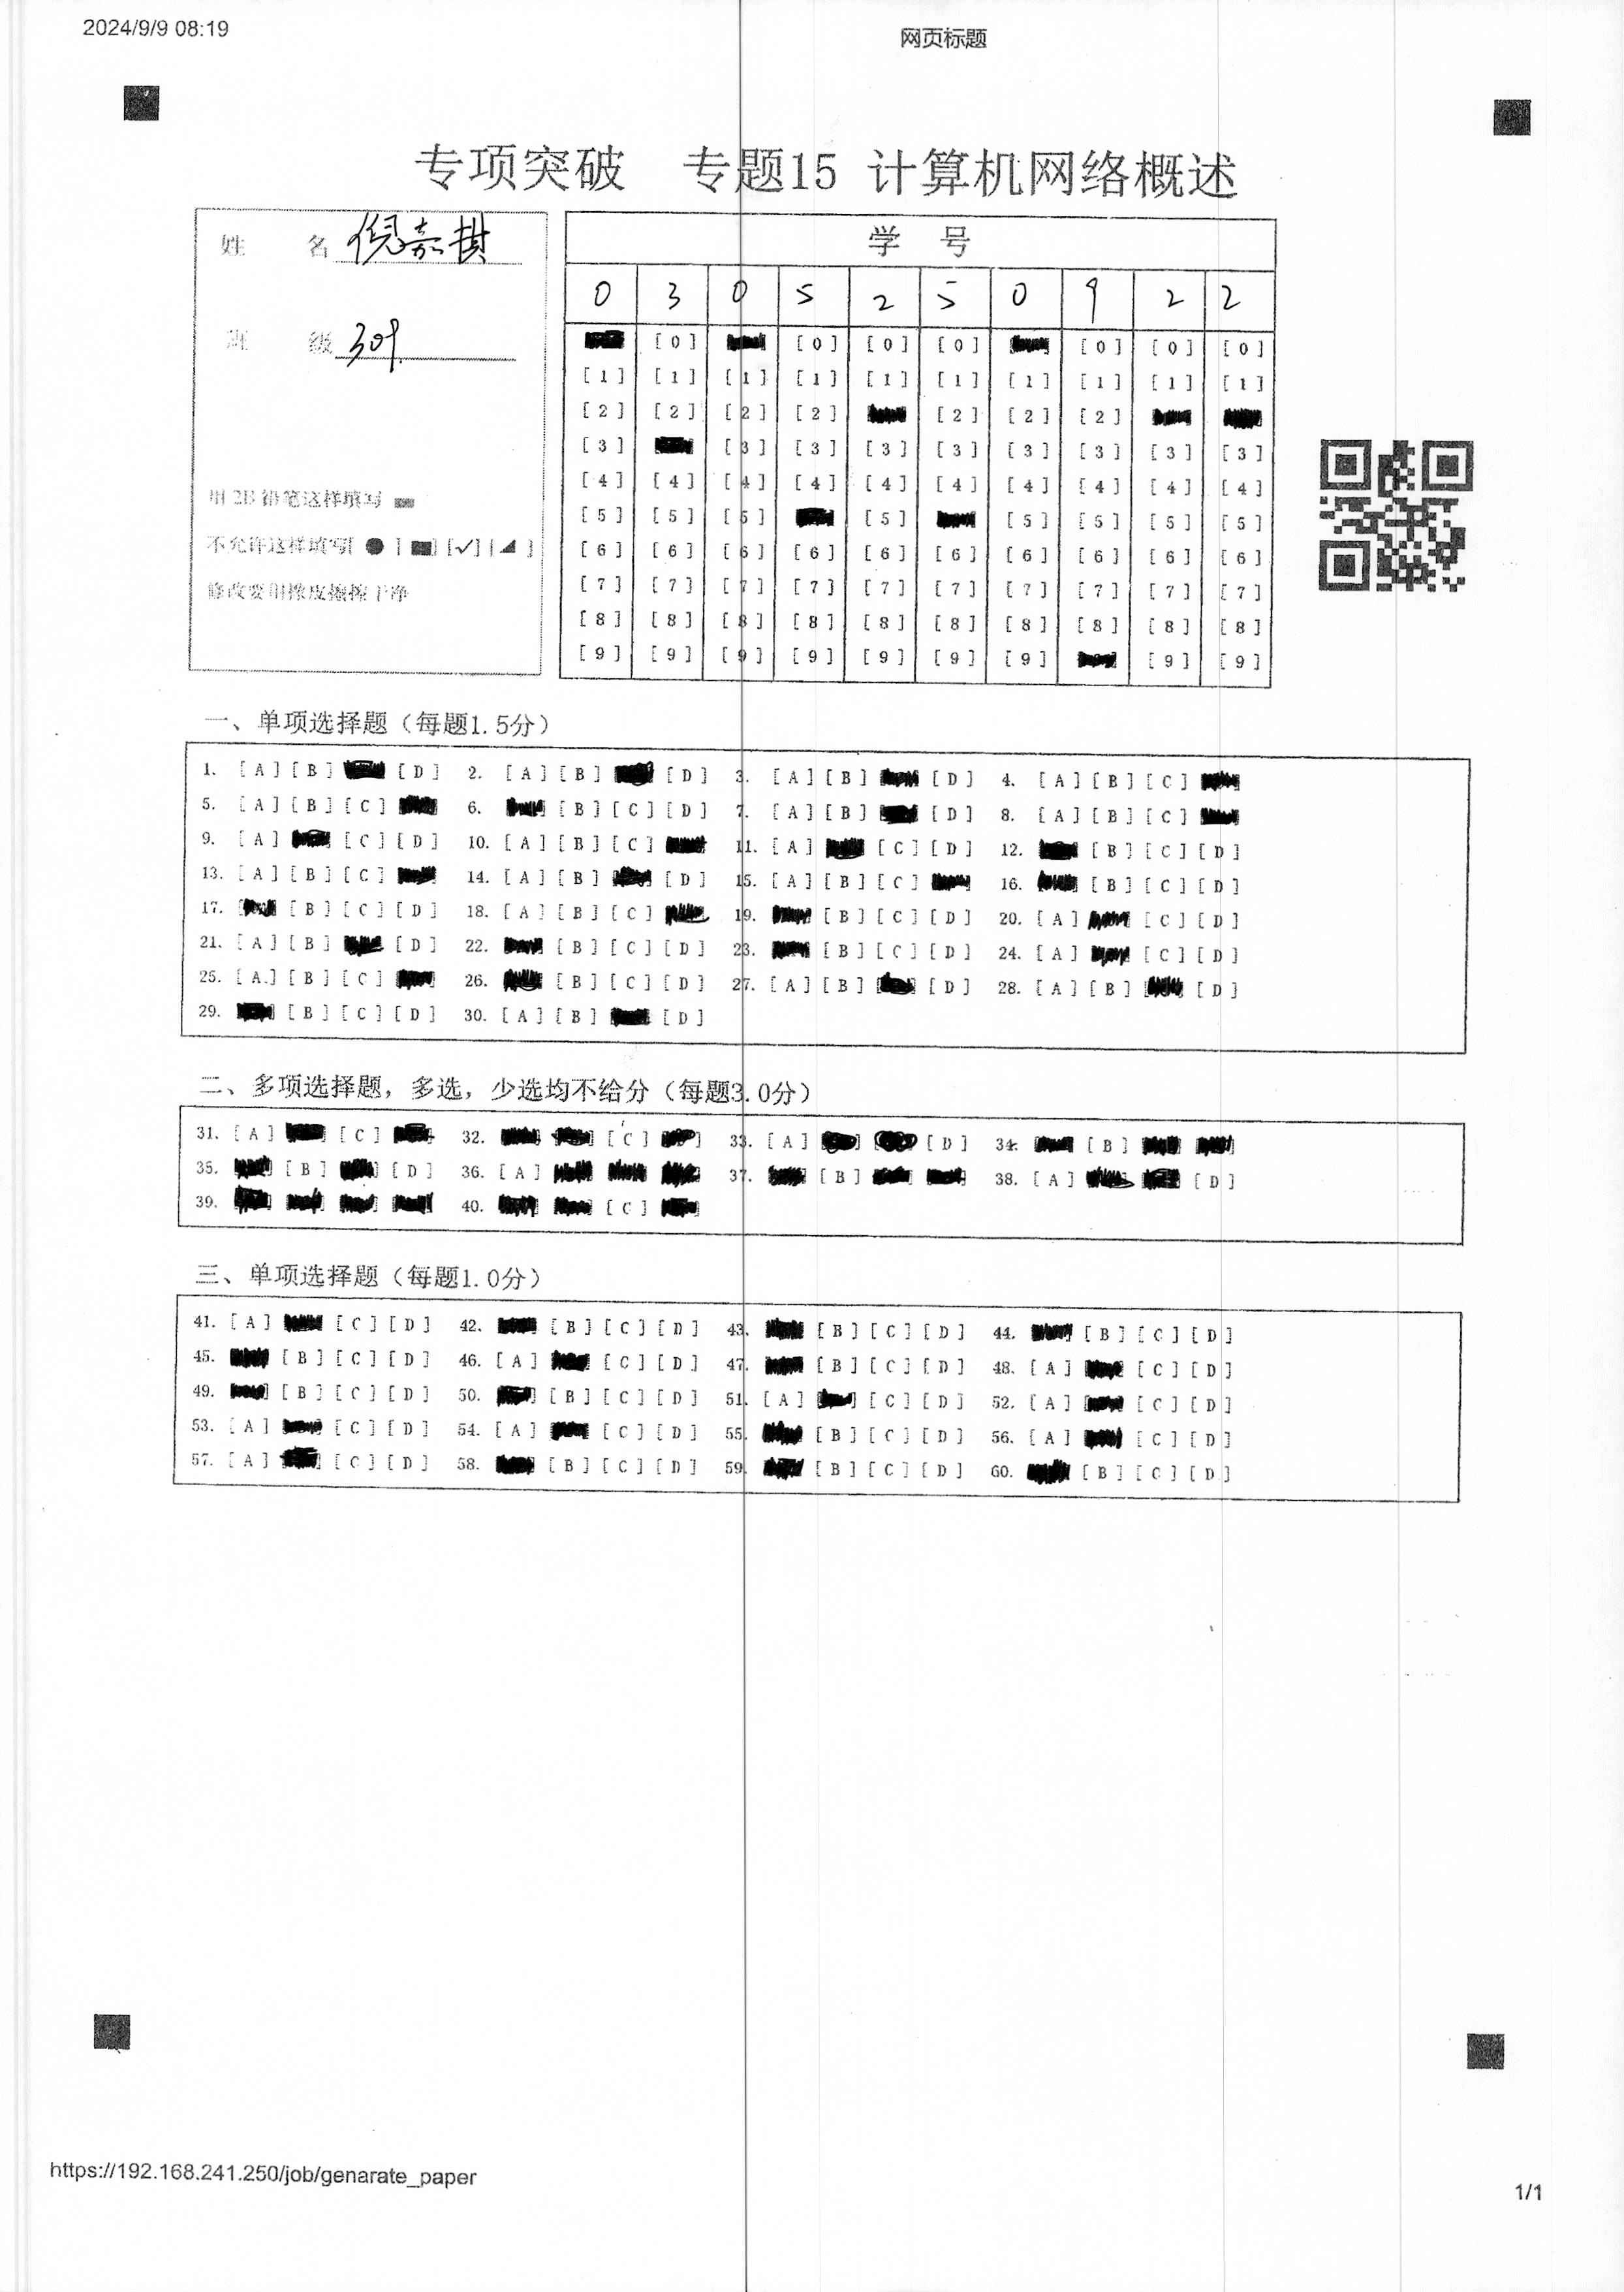 2024/9/9 08:19
网页标题
专项突破 专题15 计算机网络概述
姓 名 倪嘉棋
班 级 309
用 2B 铅笔这样填写
不允许这样填写[ ● ] [■] [✓] [◢ ]
修改要用橡皮擦擦干净
学 号
0 3 0 5 2 5 0 9 2 2
[0] [0] [0] [0] [0] [0] [0]
[1] [1] [1] [1] [1] [1] [1] [1] [1] [1]
[2] [2] [2] [2] [2] [2] [2]
[3] [3] [3] [3] [3] [3] [3] [3] [3]
[4] [4] [4] [4] [4] [4] [4] [4] [4] [4]
[5] [5] [5] [5] [5] [5] [5] [5]
[6] [6] [6] [6] [6] [6] [6] [6] [6] [6]
[7] [7] [7] [7] [7] [7] [7] [7] [7] [7]
[8] [8] [8] [8] [8] [8] [8] [8] [8] [8]
[9] [9] [9] [9] [9] [9] [9] [9] [9]
一、单项选择题（每题1.5分）
1. [A] [B] [D] 2. [A] [B] [D] 3. [A] [B] [D] 4. [A] [B] [C]
5. [A] [B] [C] 6. [B] [C] [D] 7. [A] [B] [D] 8. [A] [B] [C]
9. [A] [C] [D] 10. [A] [B] [C] 11. [A] [C] [D] 12. [B] [C] [D]
13. [A] [B] [C] 14. [A] [B] [D] 15. [A] [B] [C] 16. [B] [C] [D]
17. [B] [C] [D] 18. [A] [B] [C] 19. [B] [C] [D] 20. [A] [C] [D]
21. [A] [B] [D] 22. [B] [C] [D] 23. [B] [C] [D] 24. [A] [C] [D]
25. [A] [B] [C] 26. [B] [C] [D] 27. [A] [B] [D] 28. [A] [B] [D]
29. [B] [C] [D] 30. [A] [B] [D]
二、多项选择题，多选，少选均不给分（每题3.0分）
31. [A] [C] 32. [C] 33. [A] [D] 34. [B]
35. [B] [D] 36. [A] 37. [B] 38. [A] [D]
39. 40. [C]
三、单项选择题（每题1.0分）
41. [A] [C] [D] 42. [B] [C] [D] 43. [B] [C] [D] 44. [B] [C] [D]
45. [B] [C] [D] 46. [A] [C] [D] 47. [B] [C] [D] 48. [A] [C] [D]
49. [B] [C] [D] 50. [B] [C] [D] 51. [A] [C] [D] 52. [A] [C] [D]
53. [A] [C] [D] 54. [A] [C] [D] 55. [B] [C] [D] 56. [A] [C] [D]
57. [A] [C] [D] 58. [B] [C] [D] 59. [B] [C] [D] 60. [B] [C] [D]
https://192.168.241.250/job/genarate_paper
1/1